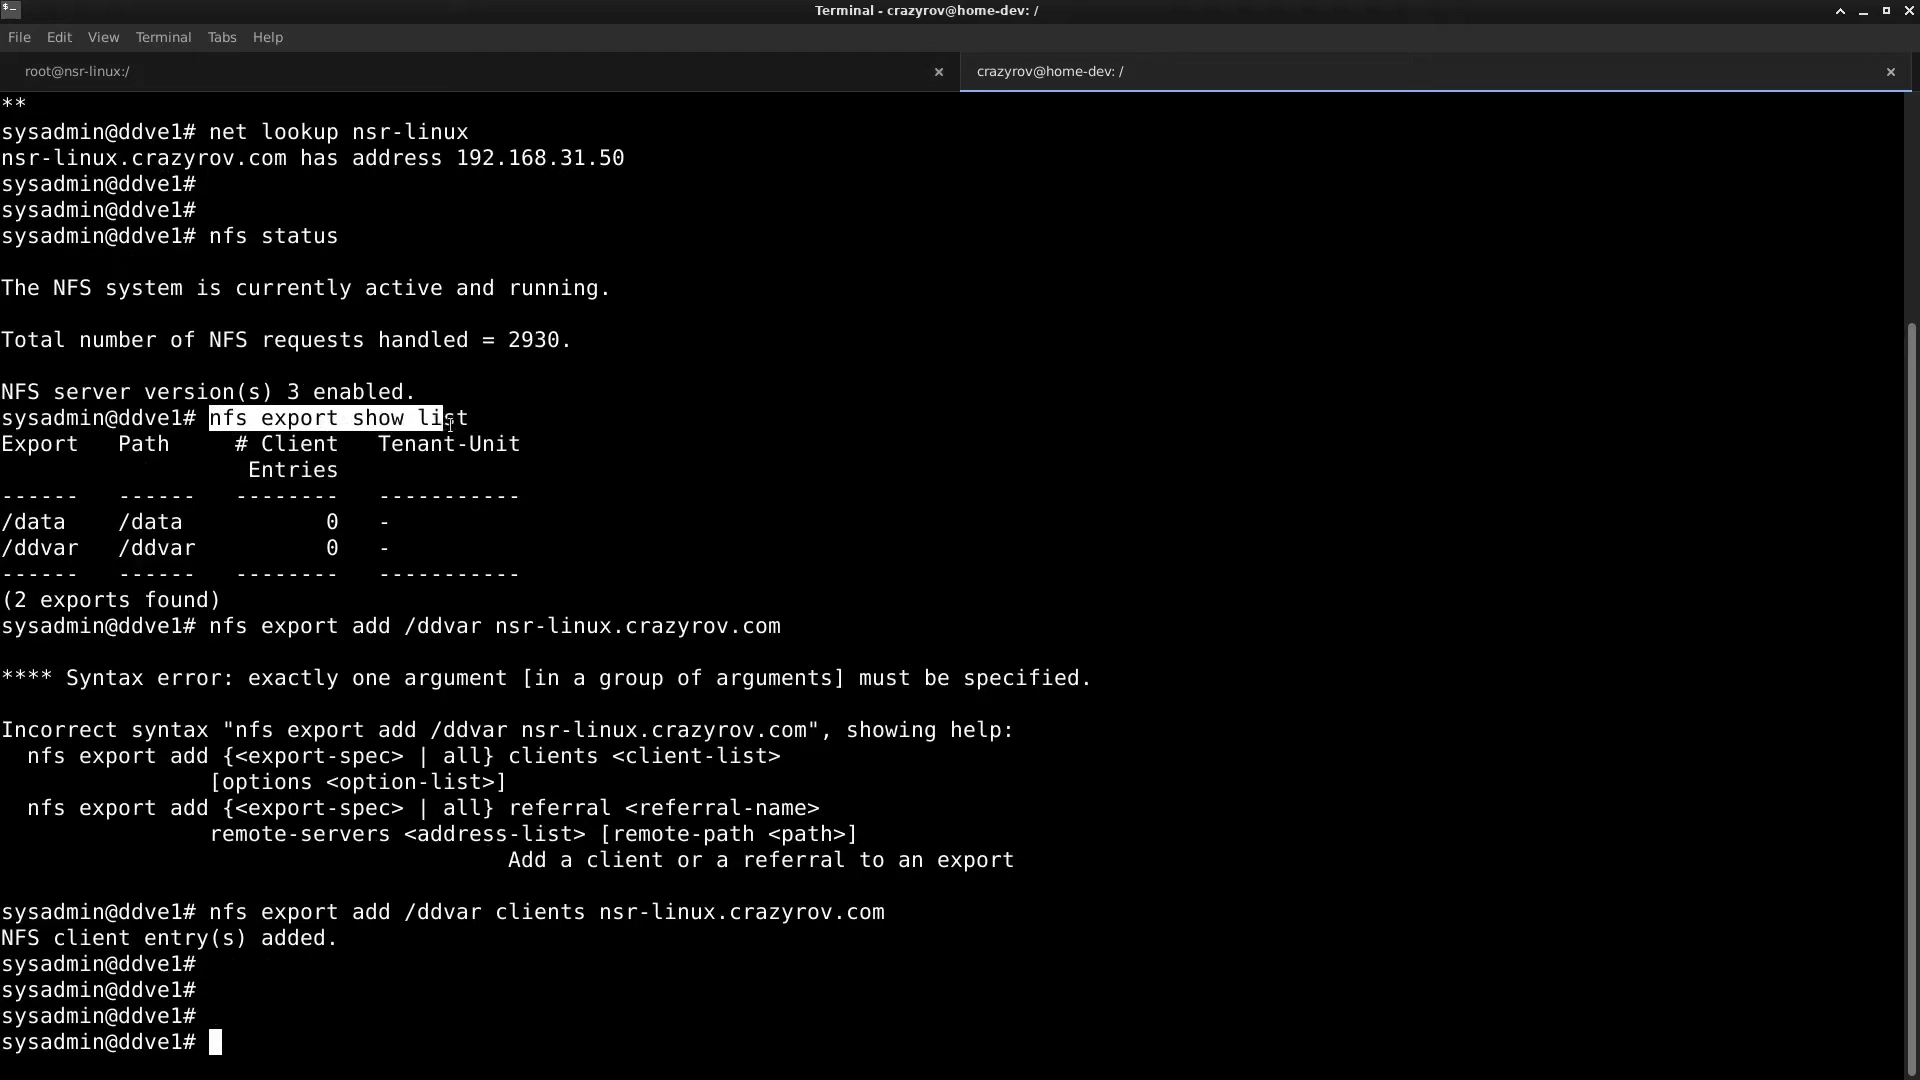 Terminal - crazyrov@home-dev: /
File Edit View Terminal Tabs Help
root@nsr-linux:/
crazyrov@home-dev: /
**
sysadmin@ddve1# net lookup nsr-linux
nsr-linux.crazyrov.com has address 192.168.31.50
sysadmin@ddve1#
sysadmin@ddve1#
sysadmin@ddve1# nfs status
The NFS system is currently active and running.
Total number of NFS requests handled = 2930.
NFS server version(s) 3 enabled.
sysadmin@ddve1# nfs export show list
Export   Path     # Client   Tenant-Unit
                   Entries
------   ------   --------   -----------
/data    /data           0   -
/ddvar   /ddvar          0   -
------   ------   --------   -----------
(2 exports found)
sysadmin@ddve1# nfs export add /ddvar nsr-linux.crazyrov.com
**** Syntax error: exactly one argument [in a group of arguments] must be specified.
Incorrect syntax "nfs export add /ddvar nsr-linux.crazyrov.com", showing help:
  nfs export add {<export-spec> | all} clients <client-list>
                [options <option-list>]
  nfs export add {<export-spec> | all} referral <referral-name>
                remote-servers <address-list> [remote-path <path>]
                                       Add a client or a referral to an export
sysadmin@ddve1# nfs export add /ddvar clients nsr-linux.crazyrov.com
NFS client entry(s) added.
sysadmin@ddve1#
sysadmin@ddve1#
sysadmin@ddve1#
sysadmin@ddve1#